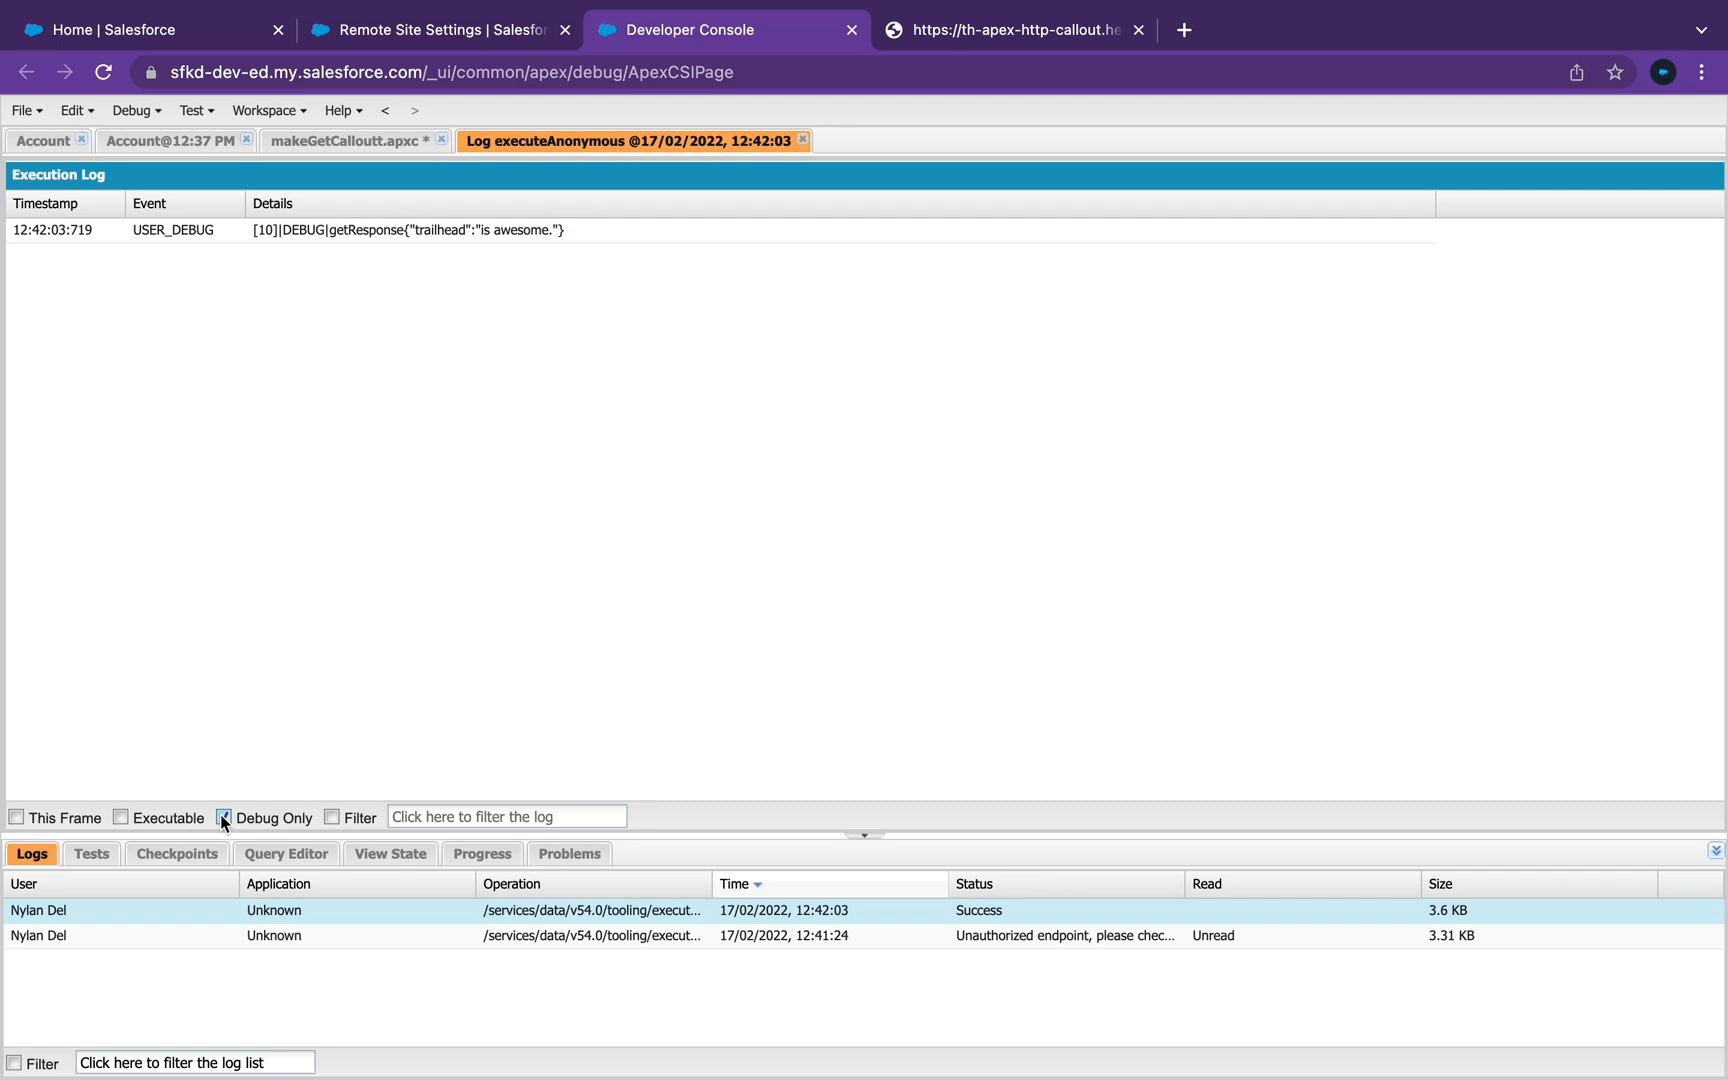 Home | Salesforce
Remote Site Settings | Salesfor
Developer Console
https://th-apex-http-callout.he
sfkd-dev-ed.my.salesforce.com/_ui/common/apex/debug/ApexCSIPage
File Edit Debug Test Workspace Help < >
Account
Account@12:37 PM
makeGetCalloutt.apxc *
Log executeAnonymous @17/02/2022, 12:42:03
Execution Log
Timestamp Event Details
12:42:03:719 USER_DEBUG [10]|DEBUG|getResponse{"trailhead":"is awesome."}
This Frame Executable Debug Only Filter Click here to filter the log
Logs Tests Checkpoints Query Editor View State Progress Problems
User Application Operation Time Status Read Size
Nylan Del Unknown /services/data/v54.0/tooling/execut... 17/02/2022, 12:42:03 Success 3.6 KB
Nylan Del Unknown /services/data/v54.0/tooling/execut... 17/02/2022, 12:41:24 Unauthorized endpoint, please chec... Unread 3.31 KB
Filter Click here to filter the log list